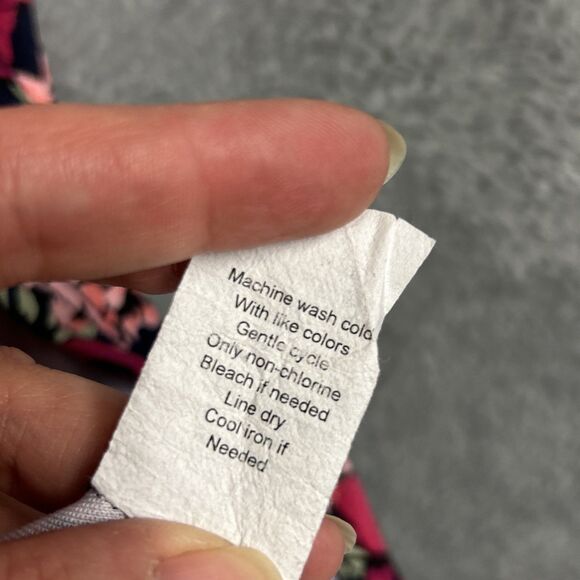 Machine wash cold
With like colors
Gentle cycle
Only non-chlorine
Bleach if needed
Line dry
Cool iron if
Needed